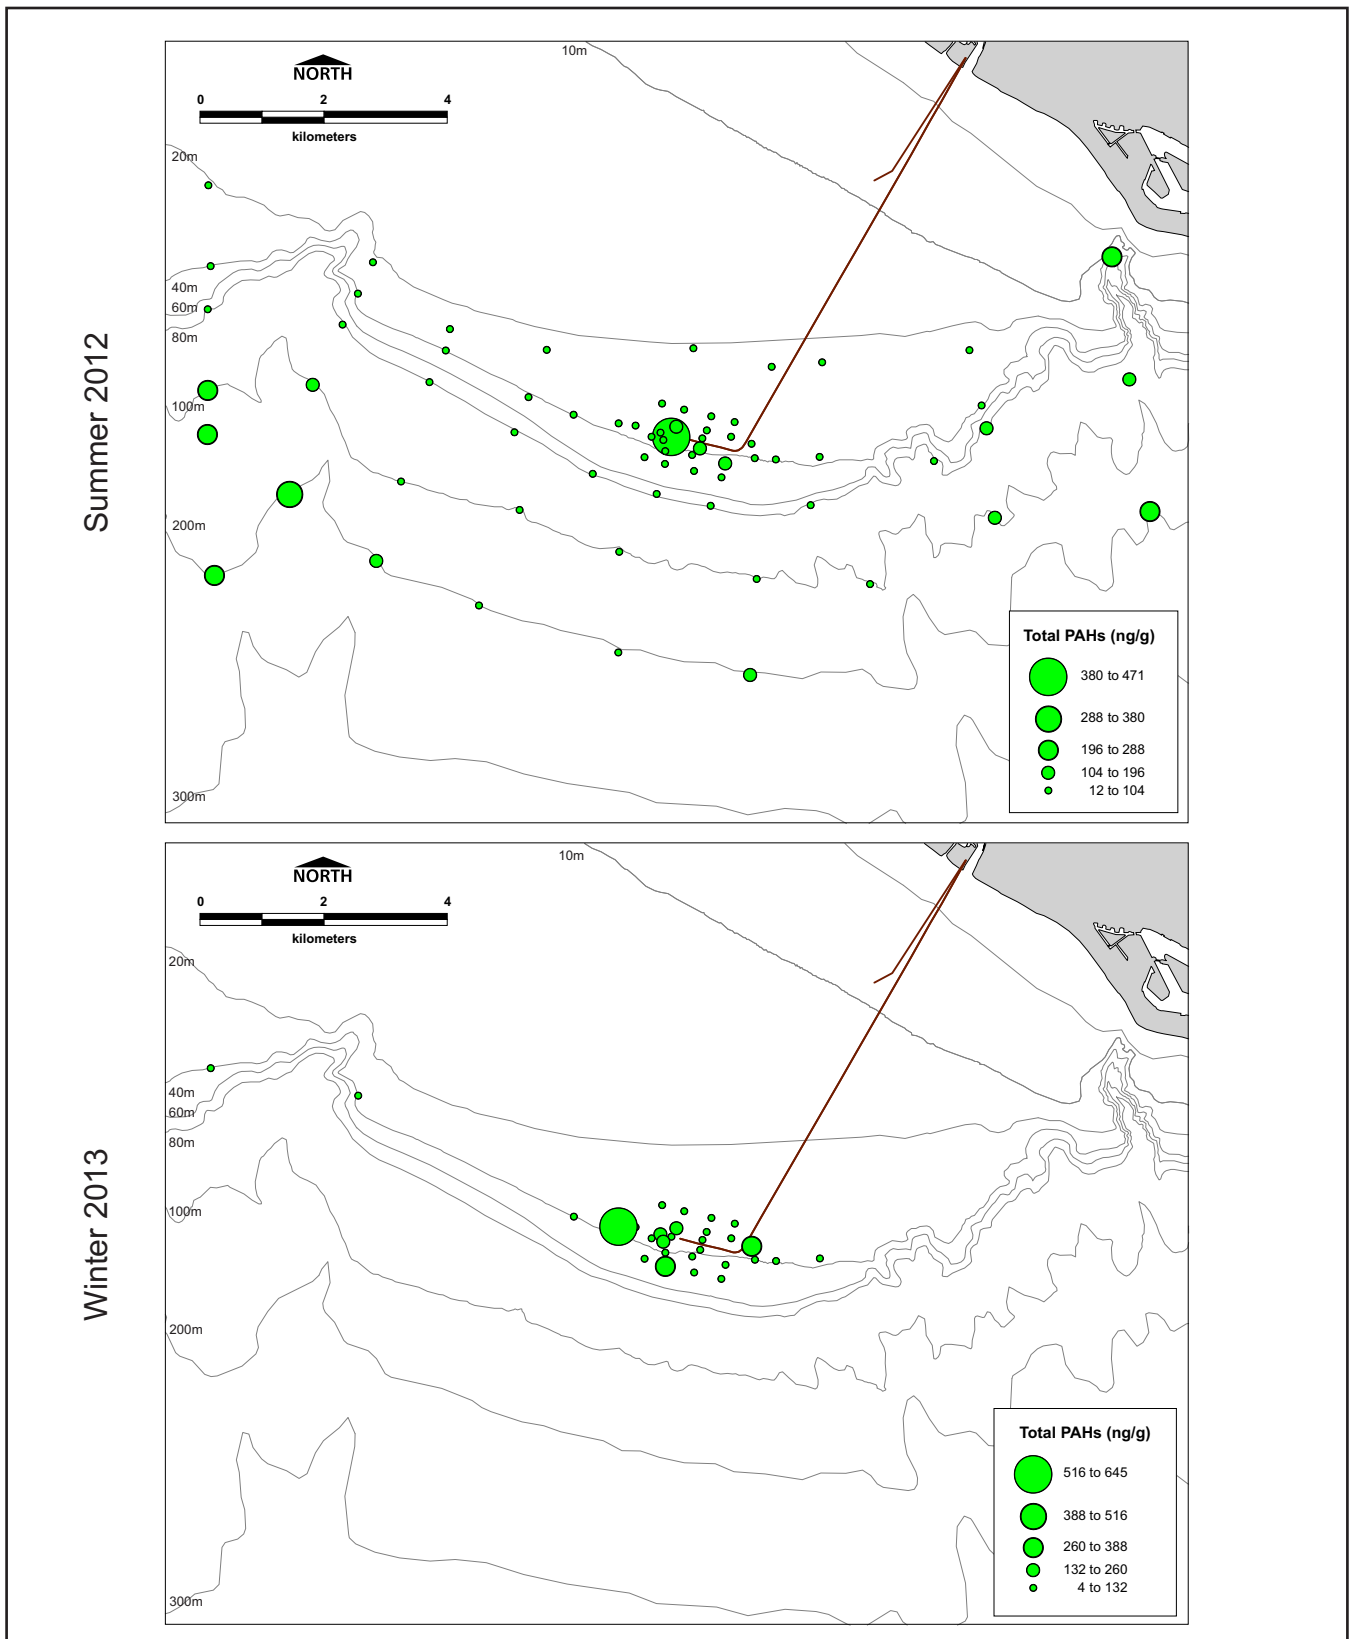 Summer 2012
10m
NORTH
0 2 4
kilometers
20m
40m
60m
80m
100m
200m
300m
Total PAHs (ng/g)
380 to 471
288 to 380
196 to 288
104 to 196
12 to 104
Winter 2013
10m
NORTH
0 2 4
kilometers
20m
40m
60m
80m
100m
200m
300m
Total PAHs (ng/g)
516 to 645
388 to 516
260 to 388
132 to 260
4 to 132